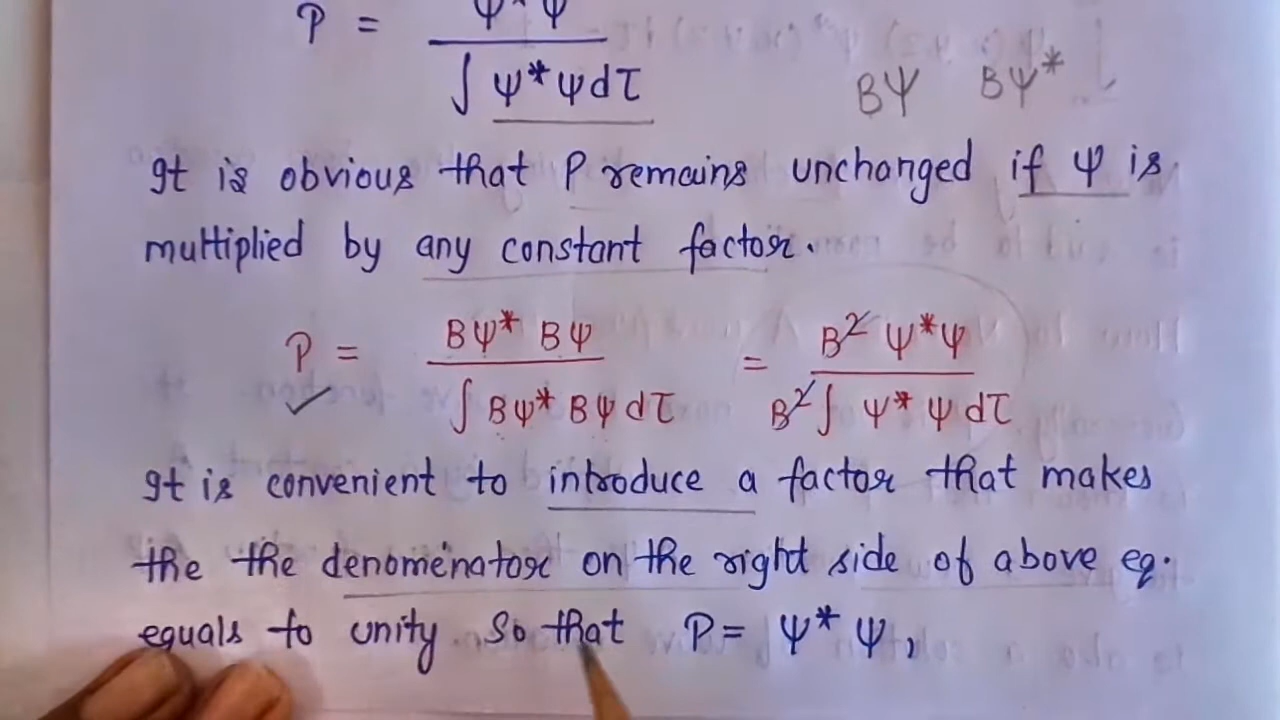 P = ψ*ψ
∫ψ*ψdτ
Bψ Bψ*
It is obvious that P remains unchanged if ψ is
multiplied by any constant factor.
P = Bψ* Bψ / ∫Bψ* Bψ dτ = B² ψ*ψ / B² ∫ ψ* ψ dτ
It is convenient to introduce a factor that makes
the the denominator on the right side of above eq.
equals to unity so that P = ψ* ψ,